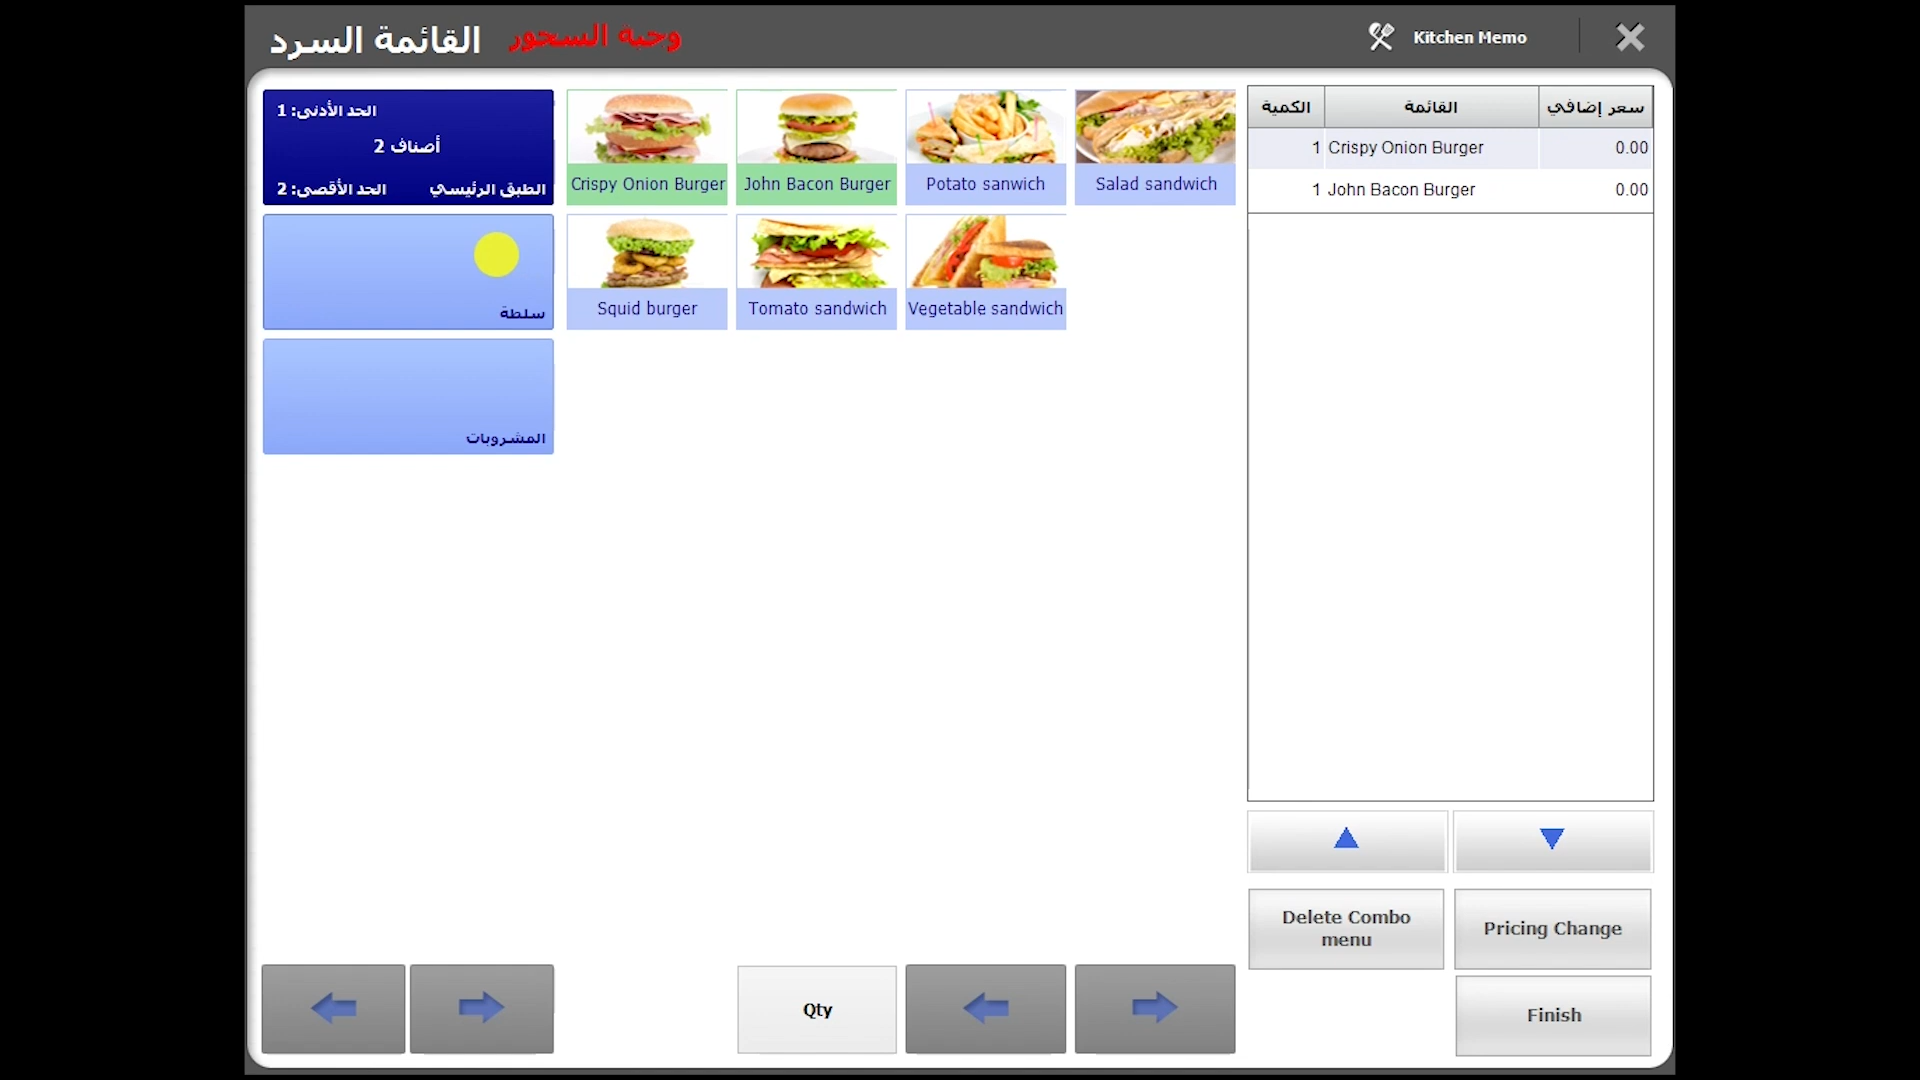 القائمة السرد
وجبة السحور
Kitchen Memo
الحد الأدنى: 1
أصناف 2
الطبق الرئيسي
الحد الأقصى: 2
سلطة
المشروبات
Crispy Onion Burger
John Bacon Burger
Potato sanwich
Salad sandwich
Squid burger
Tomato sandwich
Vegetable sandwich
الكمية القائمة سعر إضافي
1 Crispy Onion Burger 0.00
1 John Bacon Burger 0.00
Delete Combo
menu
Pricing Change
Qty
Finish